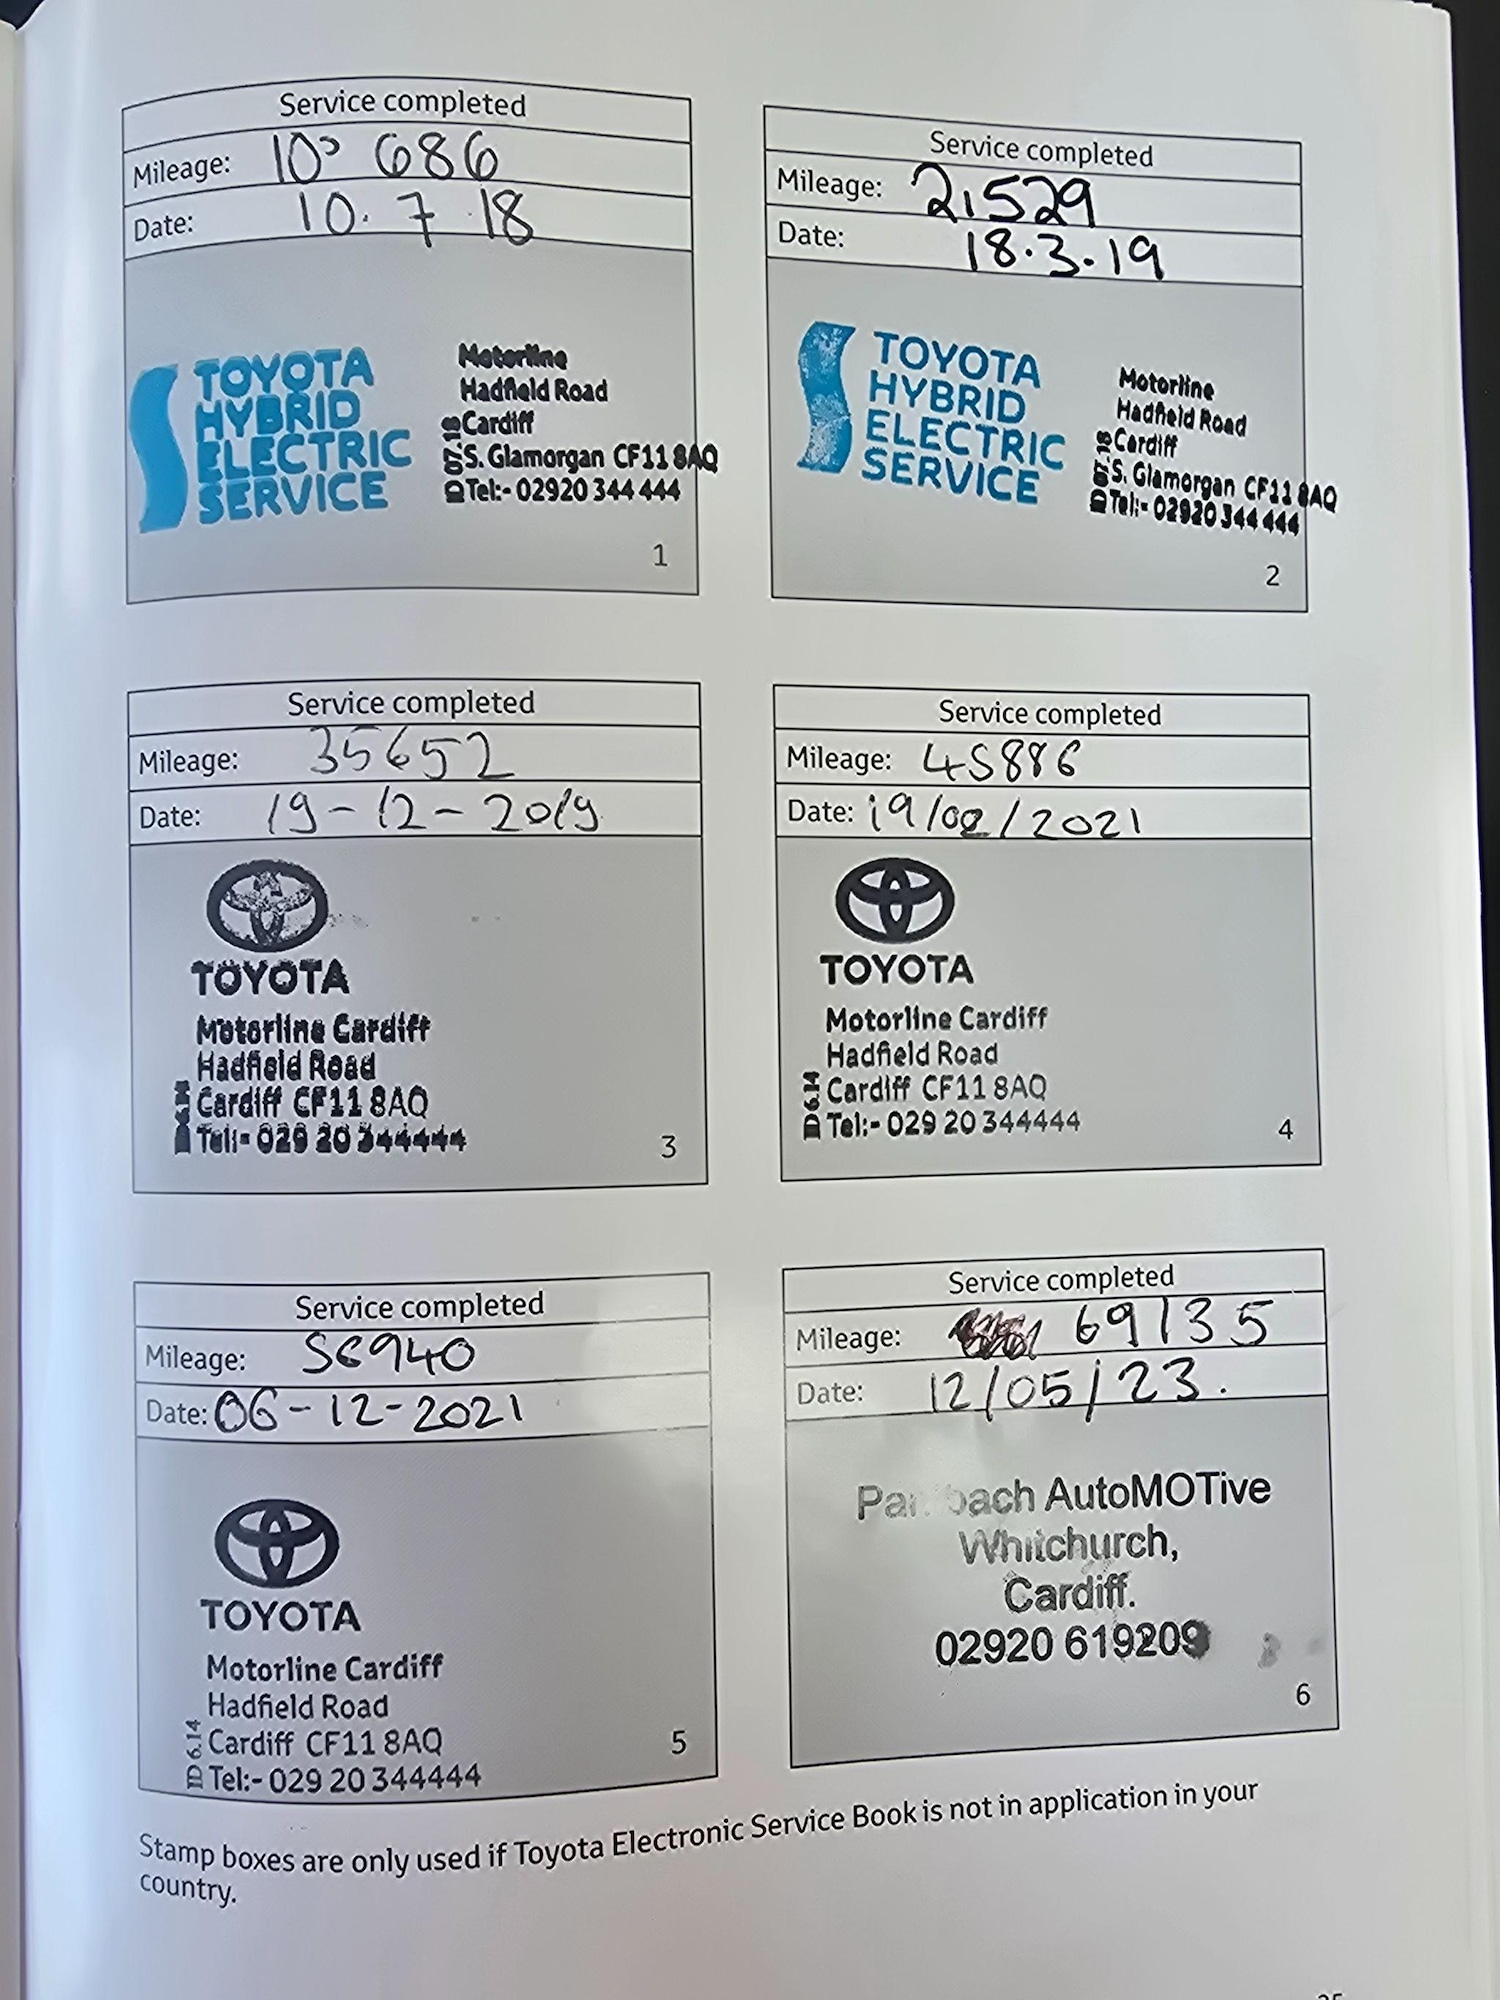 Service completed
Mileage: 10 686
Date: 10.7.18
TOYOTA
HYBRID
ELECTRIC
SERVICE
Motorline
Hadfield Road
Cardiff
S. Glamorgan CF11 8AQ
Tel:- 02920 344 444
1
Service completed
Mileage: 21529
Date: 18.3.19
TOYOTA
HYBRID
ELECTRIC
SERVICE
Motorline
Hadfield Road
Cardiff
S. Glamorgan CF11 8AQ
Tel:- 02920 344 444
2
Service completed
Mileage: 35652
Date: 19-12-2019
TOYOTA
Motorline Cardiff
Hadfield Road
Cardiff CF11 8AQ
Tel:- 029 20 344444
3
Service completed
Mileage: 45886
Date: 19/02/2021
TOYOTA
Motorline Cardiff
Hadfield Road
Cardiff CF11 8AQ
Tel:- 029 20 344444
D 6.14
4
Service completed
Mileage: 56940
Date: 06-12-2021
TOYOTA
Motorline Cardiff
Hadfield Road
Cardiff CF11 8AQ
Tel:- 029 20 344444
D 6.14
5
Service completed
Mileage: 69135
Date: 12/05/23.
AutoMOTive
Whitchurch,
Cardiff.
02920 619209
6
Stamp boxes are only used if Toyota Electronic Service Book is not in application in your
country.